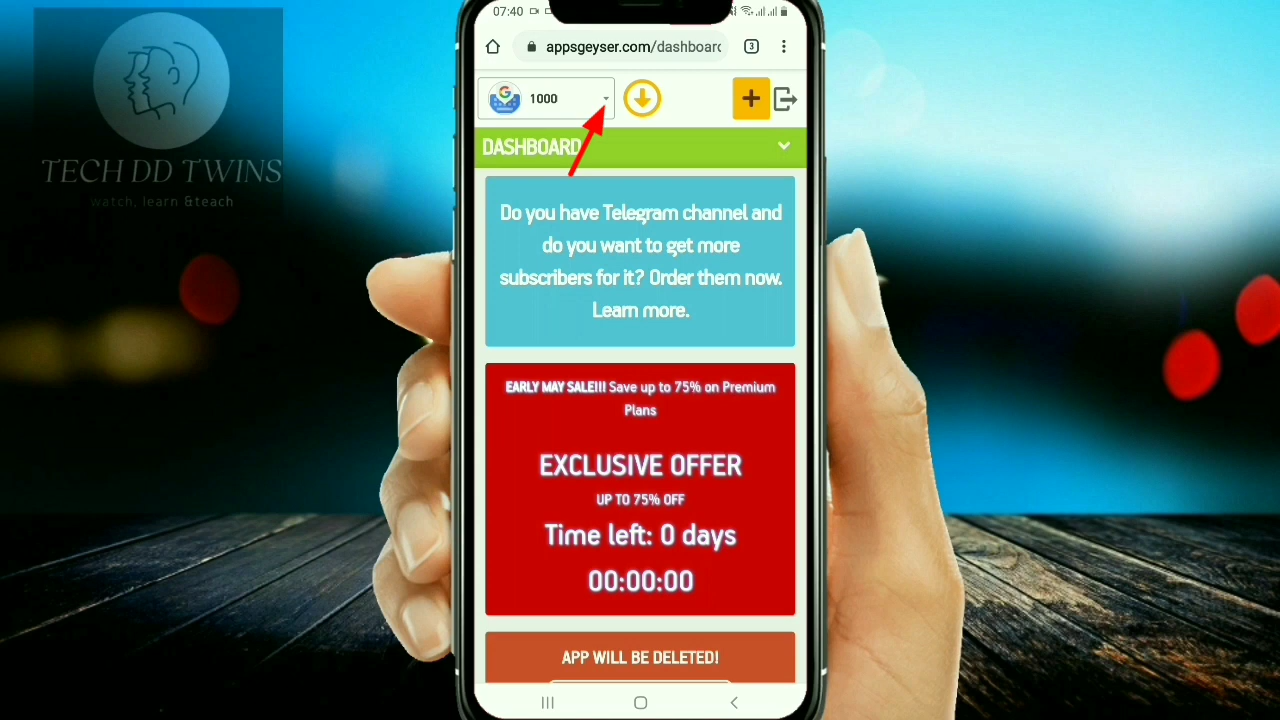 TECH DD TWINS
watch, learn &teach
07:40
appsgeyser.com/dashboard
3
1000
DASHBOARD
Do you have Telegram channel and
do you want to get more
subscribers for it? Order them now.
Learn more.
EARLY MAY SALE!!! Save up to 75% on Premium
Plans
EXCLUSIVE OFFER
UP TO 75% OFF
Time left: 0 days
00:00:00
APP WILL BE DELETED!